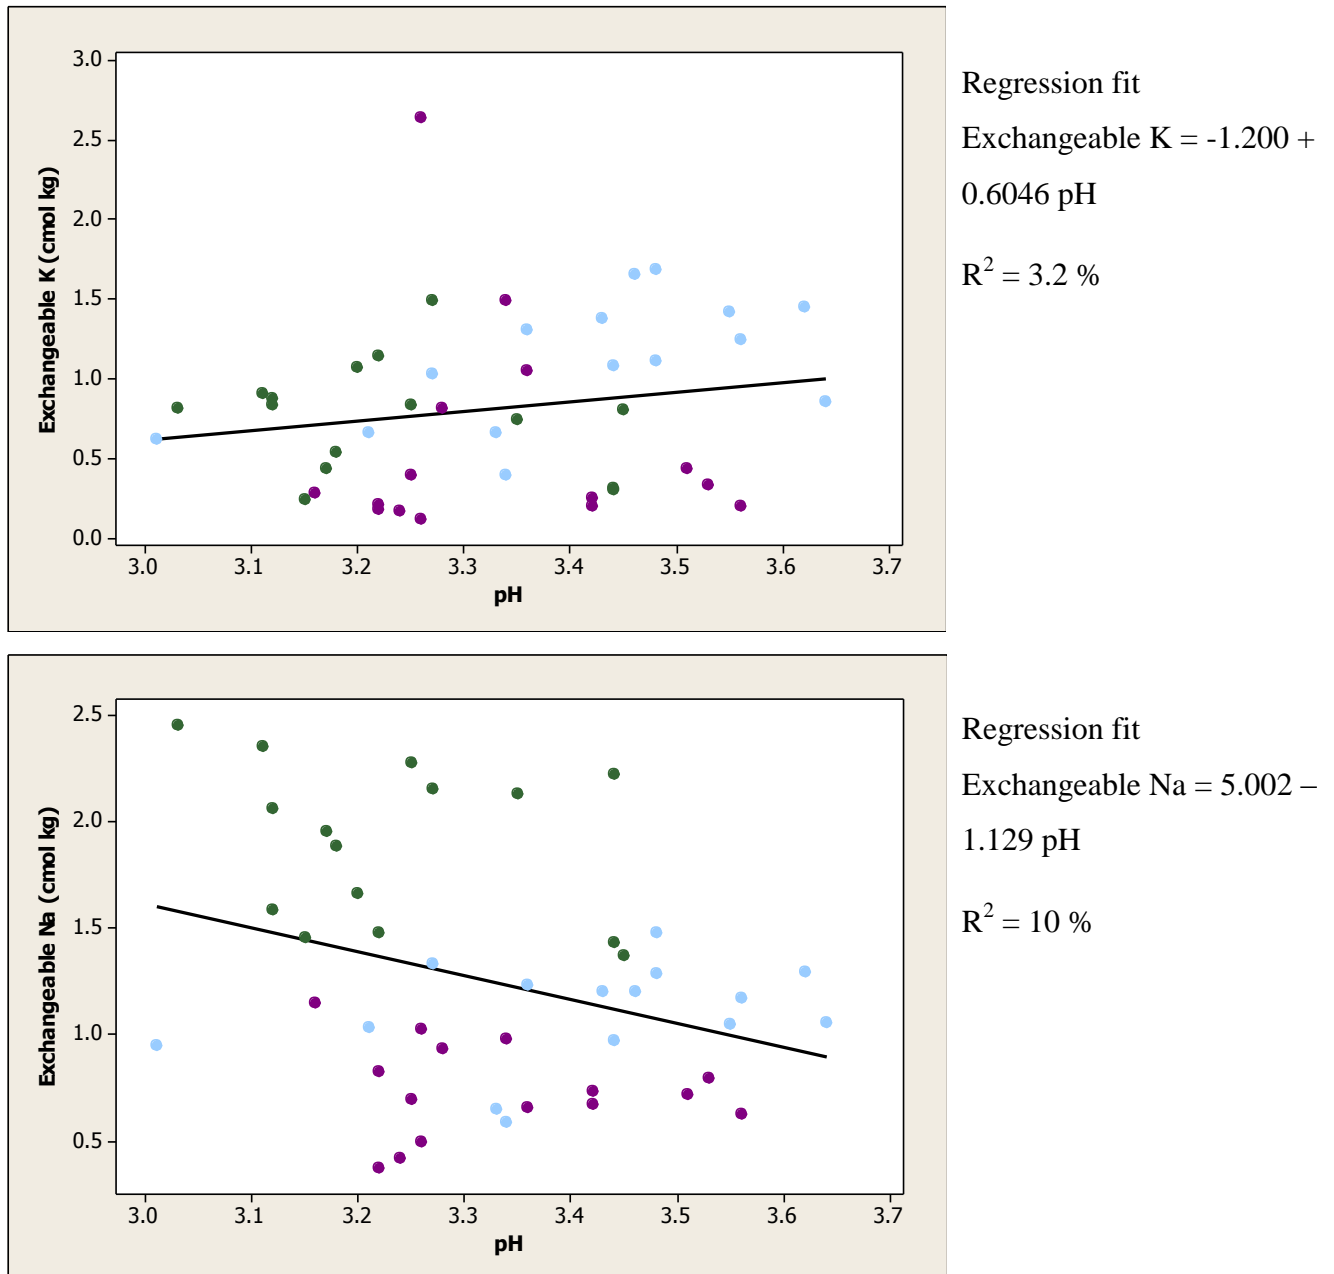 3.0
2.5
2.0
1.5
1.0
0.5
0.0
Exchangeable K (cmol kg)
3.0 3.1 3.2 3.3 3.4 3.5 3.6 3.7
pH
Regression fit
Exchangeable K = -1.200 +
0.6046 pH
R² = 3.2 %
2.5
2.0
1.5
1.0
0.5
Exchangeable Na (cmol kg)
3.0 3.1 3.2 3.3 3.4 3.5 3.6 3.7
pH
Regression fit
Exchangeable Na = 5.002 –
1.129 pH
R² = 10 %